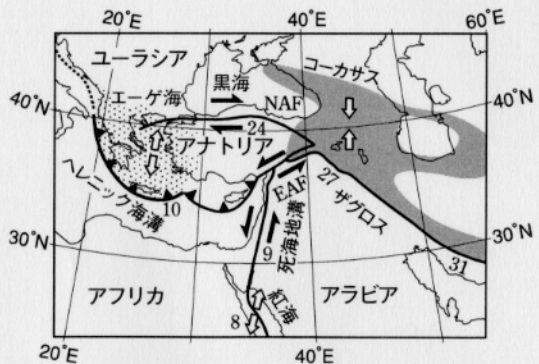 20°E 40°E 60°E
ユーラシア
コーカサス
黒海
エーゲ海
NAF
40°N
40°N
24
アナトリア
ヘレニック海溝
10
EAF
27
ザグロス
死海地溝
30°N
9
31
30°N
アフリカ
紅海
アラビア
8
20°E
40°E
60°E